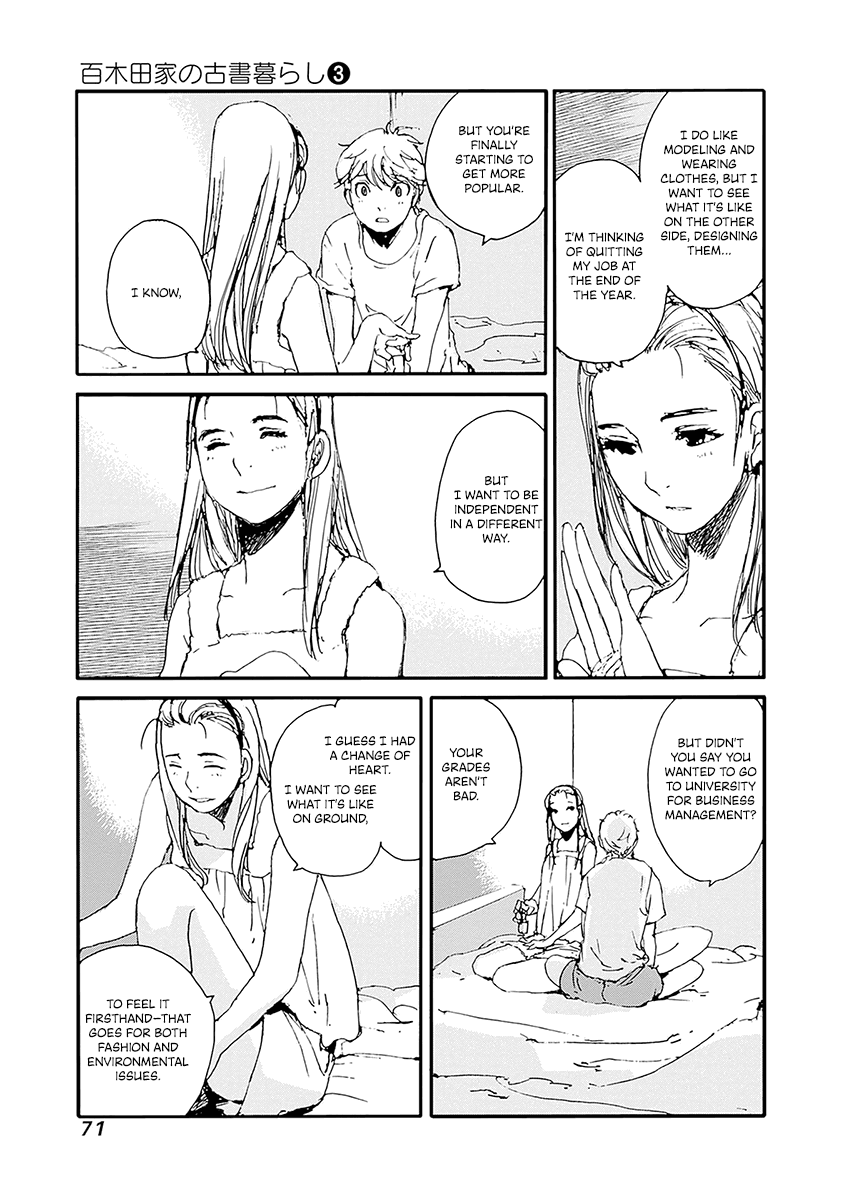 百木田家の古書暮らし❸
I DO LIKE
MODELING AND
WEARING
CLOTHES, BUT I
WANT TO SEE
WHAT IT'S LIKE
ON THE OTHER
SIDE, DESIGNING
THEM...
I'M THINKING
OF QUITTING
MY JOB AT
THE END OF
THE YEAR.
BUT YOU'RE
FINALLY
STARTING TO
GET MORE
POPULAR.
I KNOW,
BUT
I WANT TO BE
INDEPENDENT
IN A DIFFERENT
WAY.
BUT DIDN'T
YOU SAY YOU
WANTED TO GO
TO UNIVERSITY
FOR BUSINESS
MANAGEMENT?
YOUR
GRADES
AREN'T
BAD.
I GUESS I HAD
A CHANGE OF
HEART.
I WANT TO SEE
WHAT IT'S LIKE
ON GROUND,
TO FEEL IT
FIRSTHAND–THAT
GOES FOR BOTH
FASHION AND
ENVIRONMENTAL
ISSUES.
71